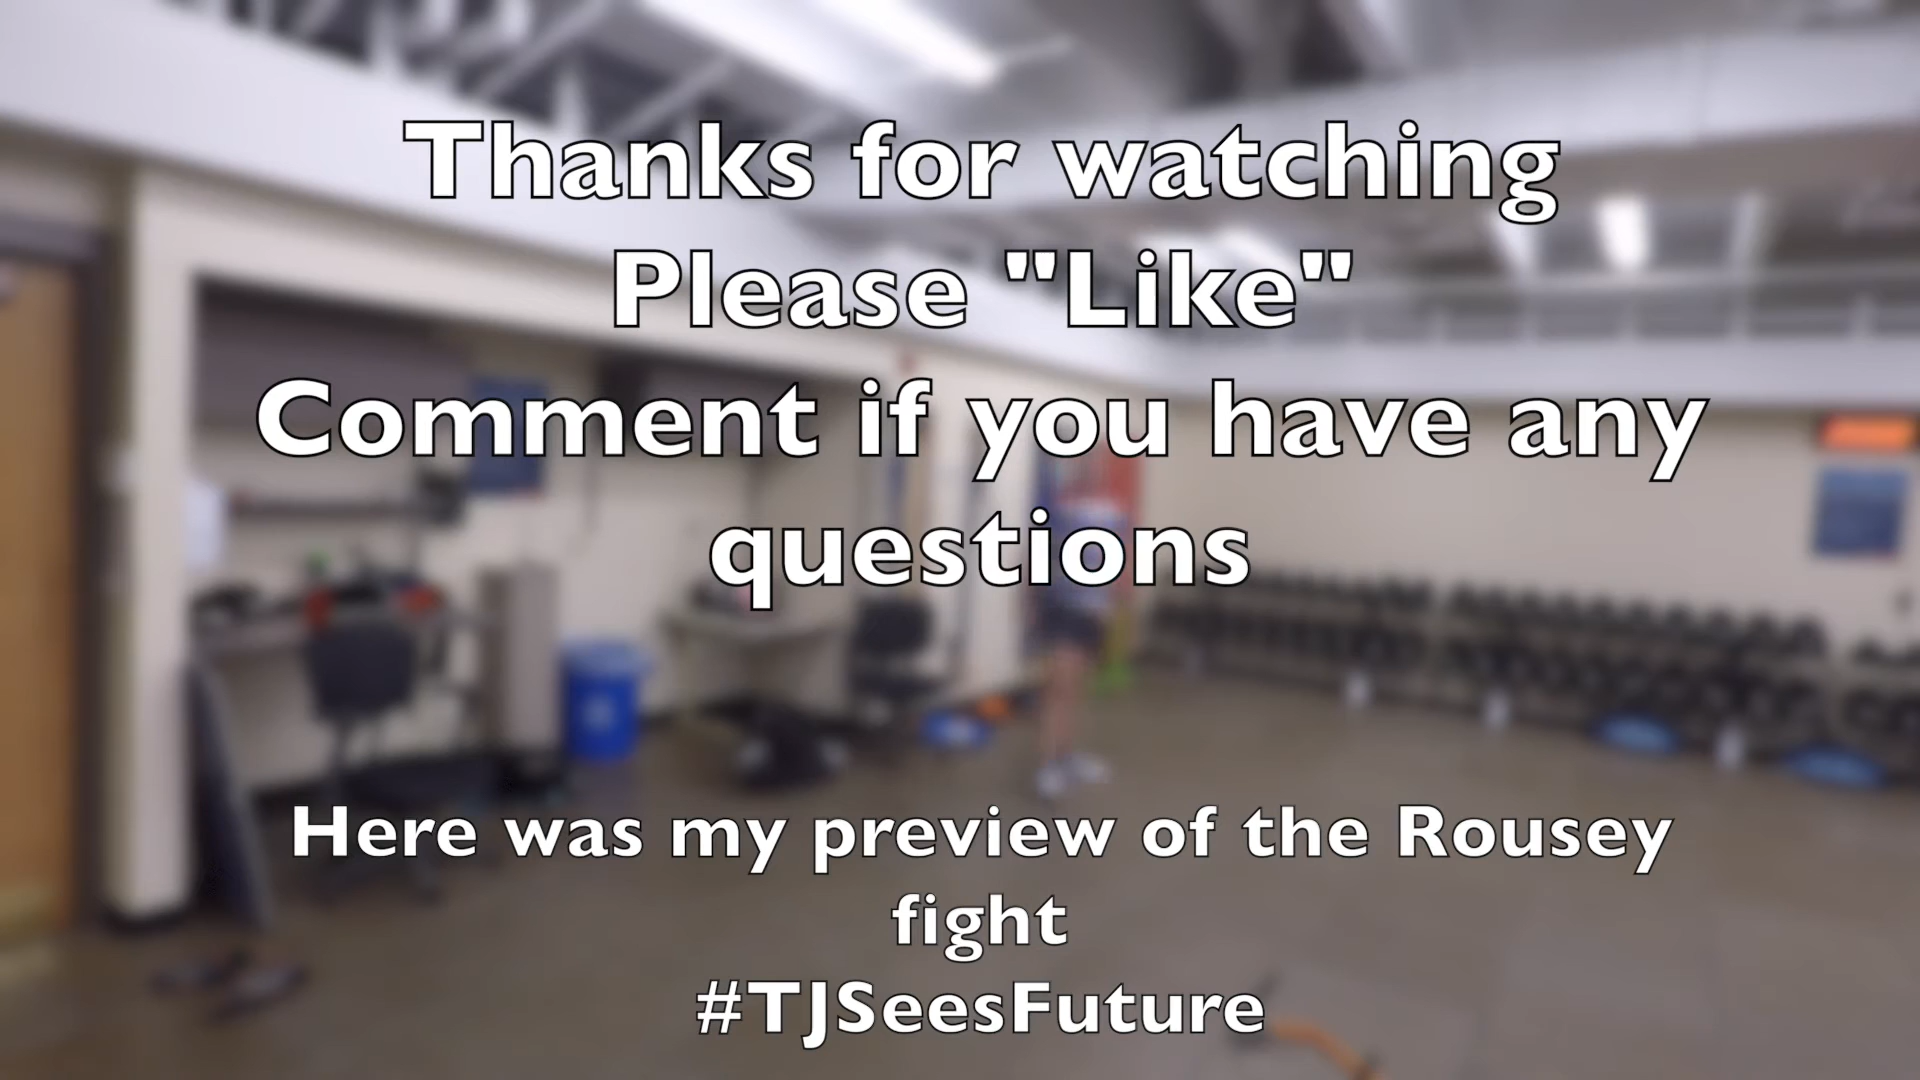 Thanks for watching
Please "Like"
Comment if you have any
questions
Here was my preview of the Rousey
fight
#TJSeesFuture